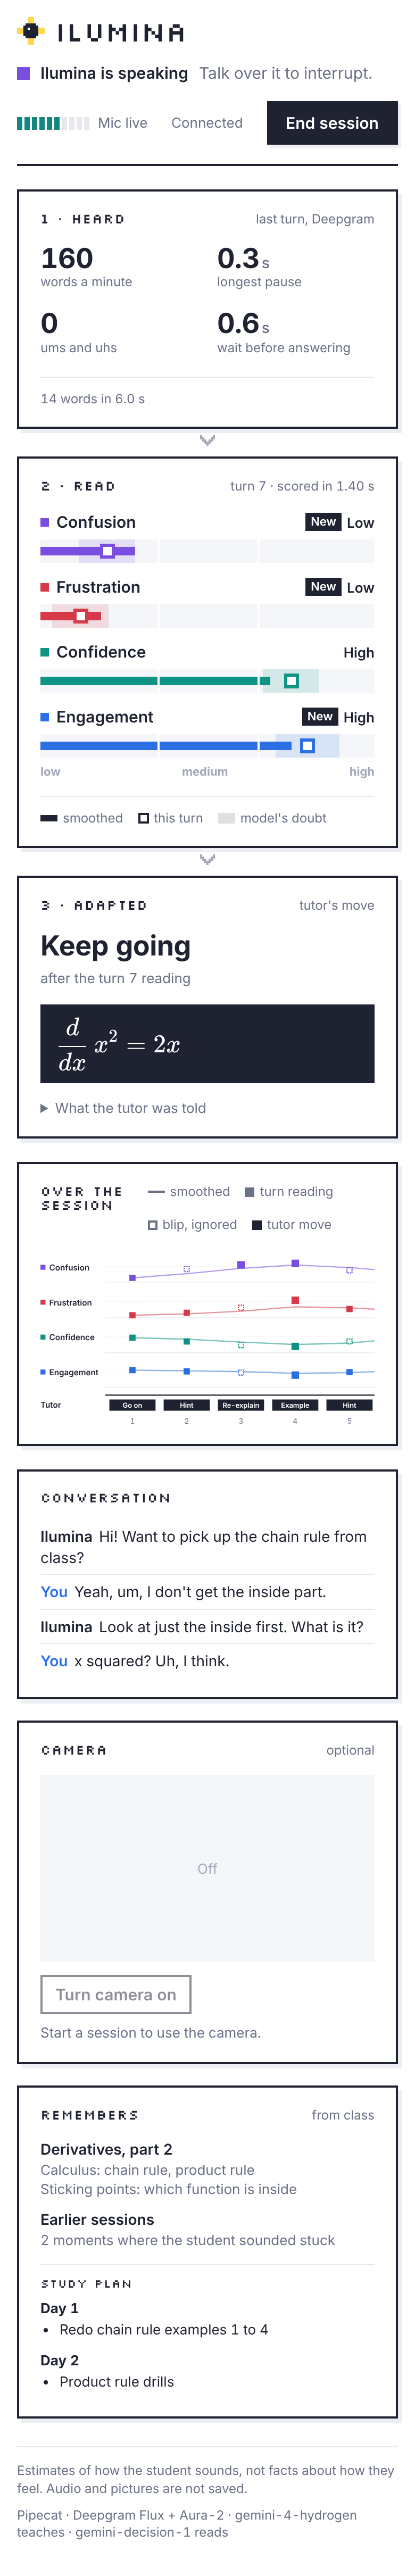 ILUMINA
Ilumina is speaking Talk over it to interrupt.
Mic live Connected End session
1 · HEARD last turn, Deepgram
160 0.3 s
words a minute longest pause
0 0.6 s
ums and uhs wait before answering
14 words in 6.0 s
2 · READ turn 7 · scored in 1.40 s
Confusion New Low
Frustration New Low
Confidence High
Engagement New High
low medium high
smoothed this turn model's doubt
3 · ADAPTED tutor's move
Keep going
after the turn 7 reading
d/dx x² = 2x
What the tutor was told
OVER THE
SESSION
smoothed turn reading
blip, ignored tutor move
Confusion
Frustration
Confidence
Engagement
Tutor Go on Hint Re-explain Example Hint
1 2 3 4 5
CONVERSATION
Ilumina Hi! Want to pick up the chain rule from
class?
You Yeah, um, I don't get the inside part.
Ilumina Look at just the inside first. What is it?
You x squared? Uh, I think.
CAMERA optional
Off
Turn camera on
Start a session to use the camera.
REMEMBERS from class
Derivatives, part 2
Calculus: chain rule, product rule
Sticking points: which function is inside
Earlier sessions
2 moments where the student sounded stuck
STUDY PLAN
Day 1
• Redo chain rule examples 1 to 4
Day 2
• Product rule drills
Estimates of how the student sounds, not facts about how they
feel. Audio and pictures are not saved.
Pipecat · Deepgram Flux + Aura-2 · gemini-4-hydrogen
teaches · gemini-decision-1 reads